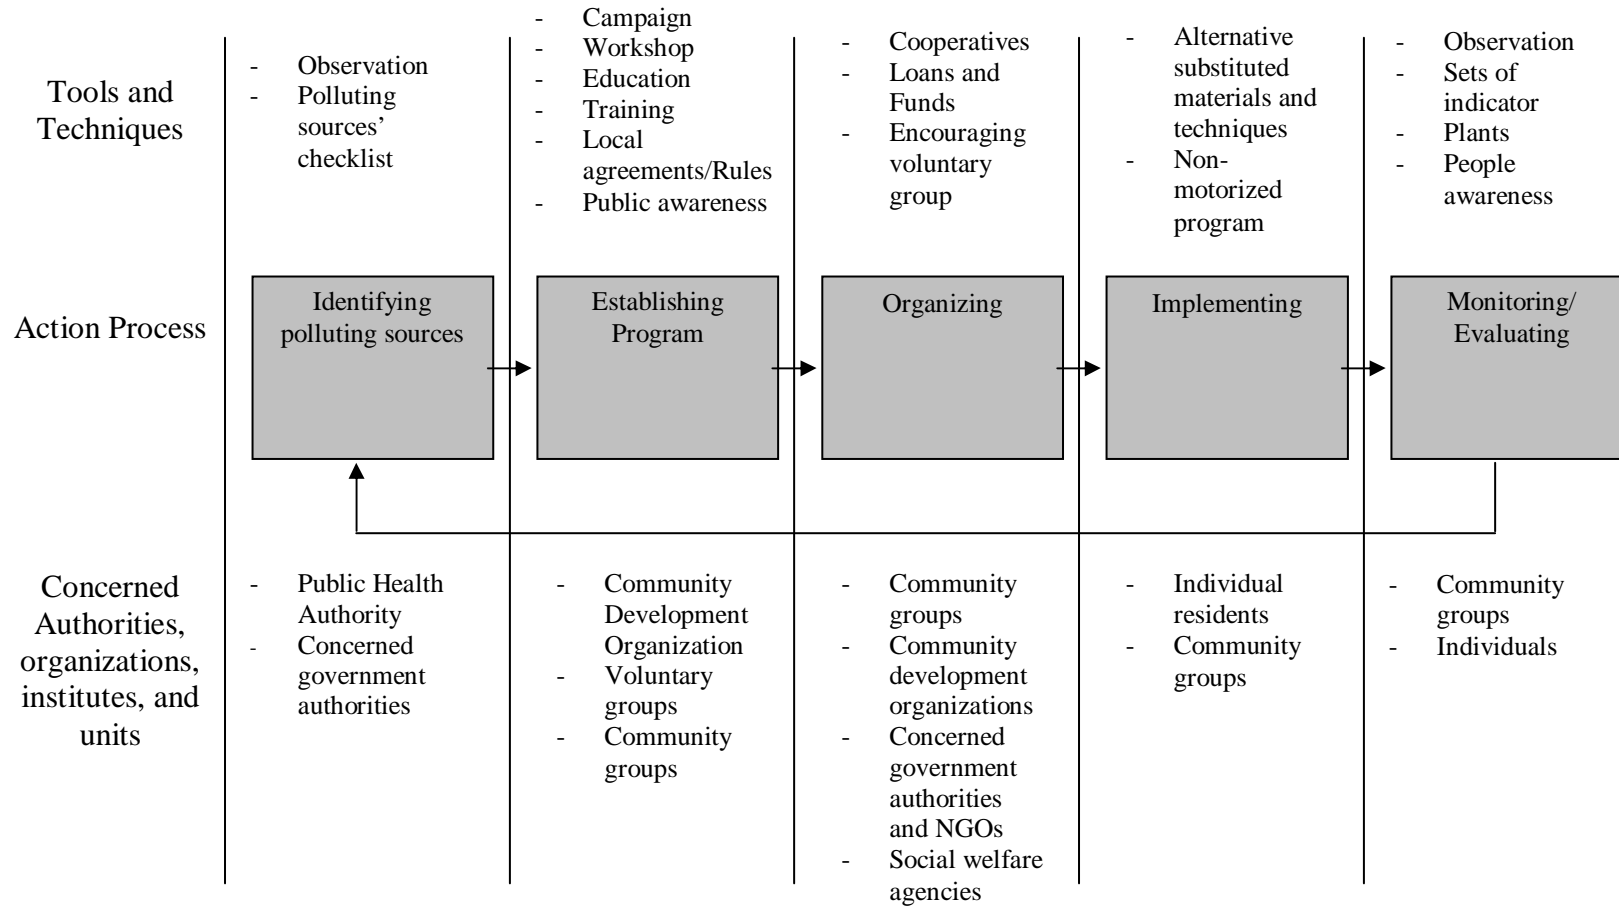 Tools and
Techniques
- Observation
- Polluting
sources’
checklist
- Campaign
- Workshop
- Education
- Training
- Local
agreements/Rules
- Public awareness
- Cooperatives
- Loans and
Funds
- Encouraging
voluntary
group
- Alternative
substituted
materials and
techniques
- Non-
motorized
program
- Observation
- Sets of
indicator
- Plants
- People
awareness
Action Process
Identifying
polluting sources
Establishing
Program
Organizing
Implementing
Monitoring/
Evaluating
Concerned
Authorities,
organizations,
institutes, and
units
- Public Health
Authority
- Concerned
government
authorities
- Community
Development
Organization
- Voluntary
groups
- Community
groups
- Community
groups
- Community
development
organizations
- Concerned
government
authorities
and NGOs
- Social welfare
agencies
- Individual
residents
- Community
groups
- Community
groups
- Individuals